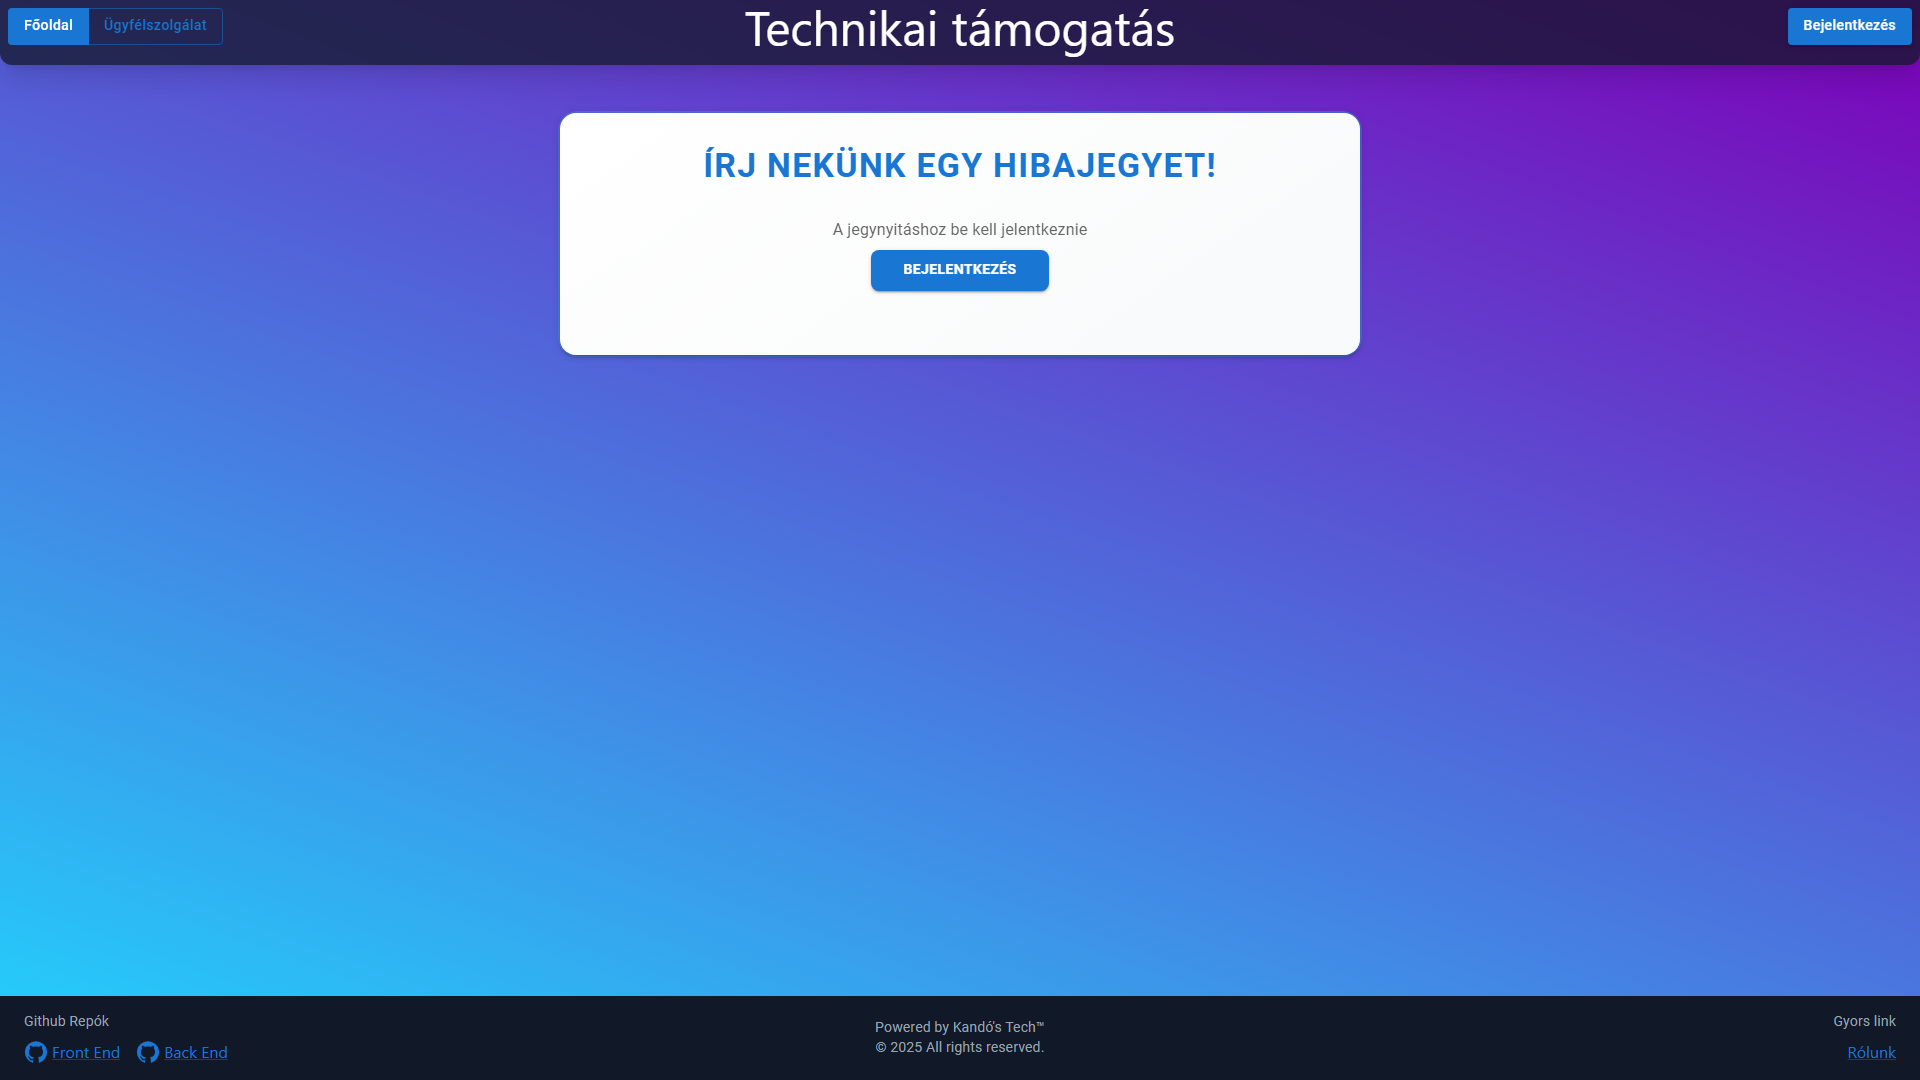 Főoldal
Ügyfélszolgálat
Technikai támogatás
Bejelentkezés
ÍRJ NEKÜNK EGY HIBAJEGYET!
A jegynyitáshoz be kell jelentkeznie
BEJELENTKEZÉS
Github Repók
Front End
Back End
Powered by Kandó's Tech™
© 2025 All rights reserved.
Gyors link
Rólunk